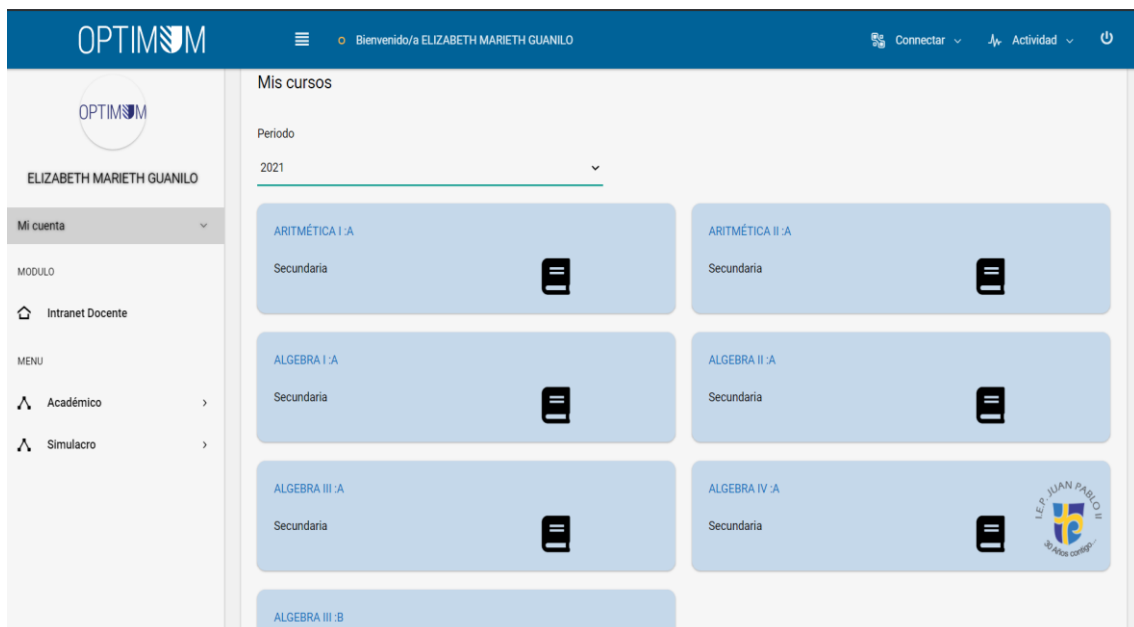 OPTIMUM
Bienvenido/a ELIZABETH MARIETH GUANILO
Connectar
Actividad
OPTIMUM
ELIZABETH MARIETH GUANILO
Mi cuenta
MODULO
Intranet Docente
MENU
Académico
Simulacro
Mis cursos
Periodo
2021
ARITMÉTICA I :A
Secundaria
ARITMÉTICA II :A
Secundaria
ALGEBRA I :A
Secundaria
ALGEBRA II :A
Secundaria
ALGEBRA III :A
Secundaria
ALGEBRA IV :A
Secundaria
I.E.P. JUAN PABLO II
30 Años contigo...
ALGEBRA III :B